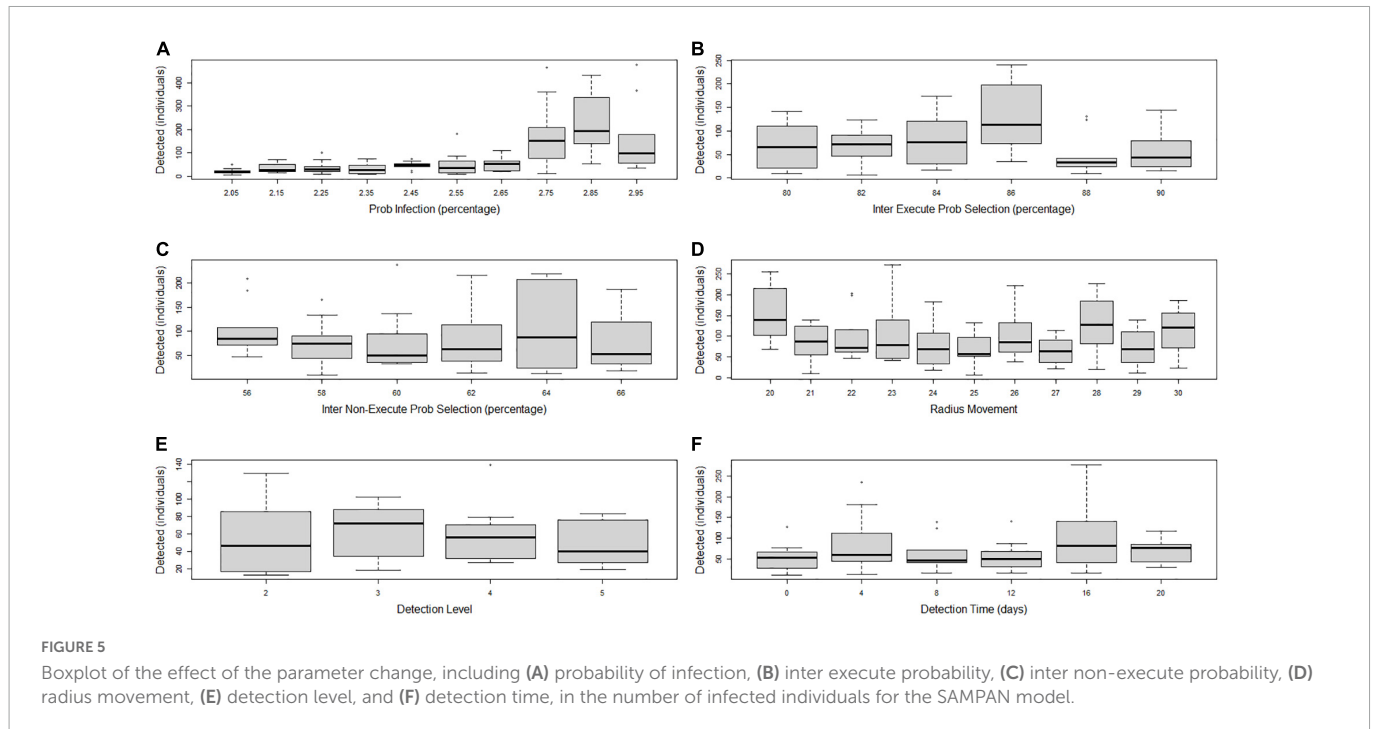 A
Detected (individuals)
0 100 200 300 400
2.05 2.15 2.25 2.35 2.45 2.55 2.65 2.75 2.85 2.95
Prob Infection (percentage)
B
Detected (individuals)
0 50 100 150 200 250
80 82 84 86 88 90
Inter Execute Prob Selection (percentage)
C
Detected (individuals)
50 100 150 200
56 58 60 62 64 66
Inter Non-Execute Prob Selection (percentage)
D
Detected (individuals)
0 50 100 150 200 250
20 21 22 23 24 25 26 27 28 29 30
Radius Movement
E
Detected (individuals)
20 40 60 80 100 120 140
2 3 4 5
Detection Level
F
Detected (individuals)
50 100 150 200 250
0 4 8 12 16 20
Detection Time (days)
FIGURE 5
Boxplot of the effect of the parameter change, including (A) probability of infection, (B) inter execute probability, (C) inter non-execute probability, (D)
radius movement, (E) detection level, and (F) detection time, in the number of infected individuals for the SAMPAN model.